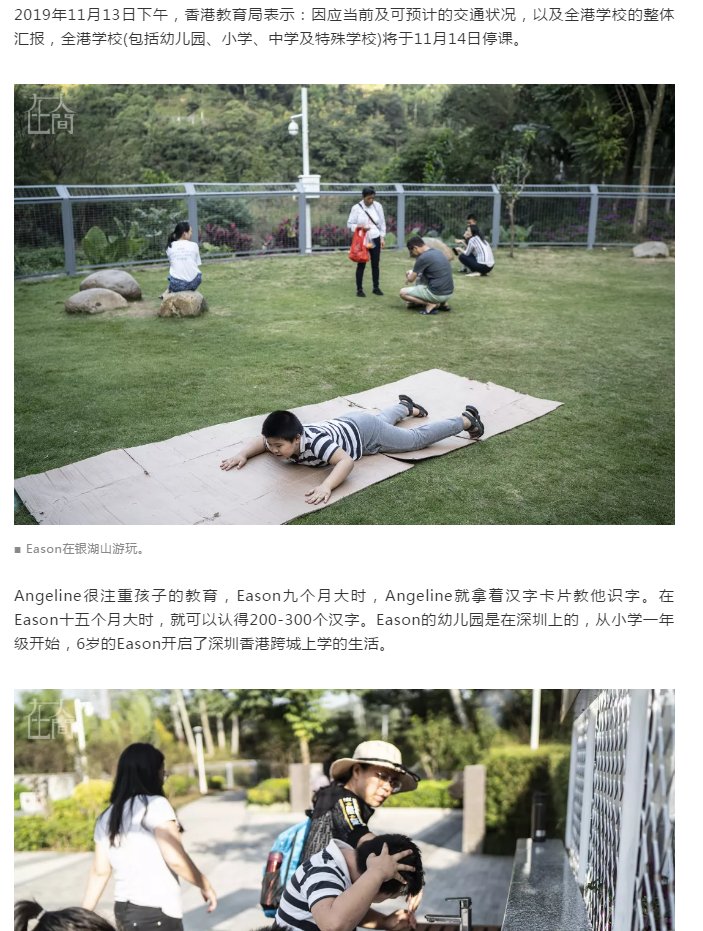 2019年11月13日下午，香港教育局表示：因应当前及可预计的交通状况，以及全港学校的整体
汇报，全港学校(包括幼儿园、小学、中学及特殊学校)将于11月14日停课。
在人间
■ Eason在银湖山游玩。
Angeline很注重孩子的教育，Eason九个月大时，Angeline就拿着汉字卡片教他识字。在
Eason十五个月大时，就可以认得200-300个汉字。Eason的幼儿园是在深圳上的，从小学一年
级开始，6岁的Eason开启了深圳香港跨城上学的生活。
在人间